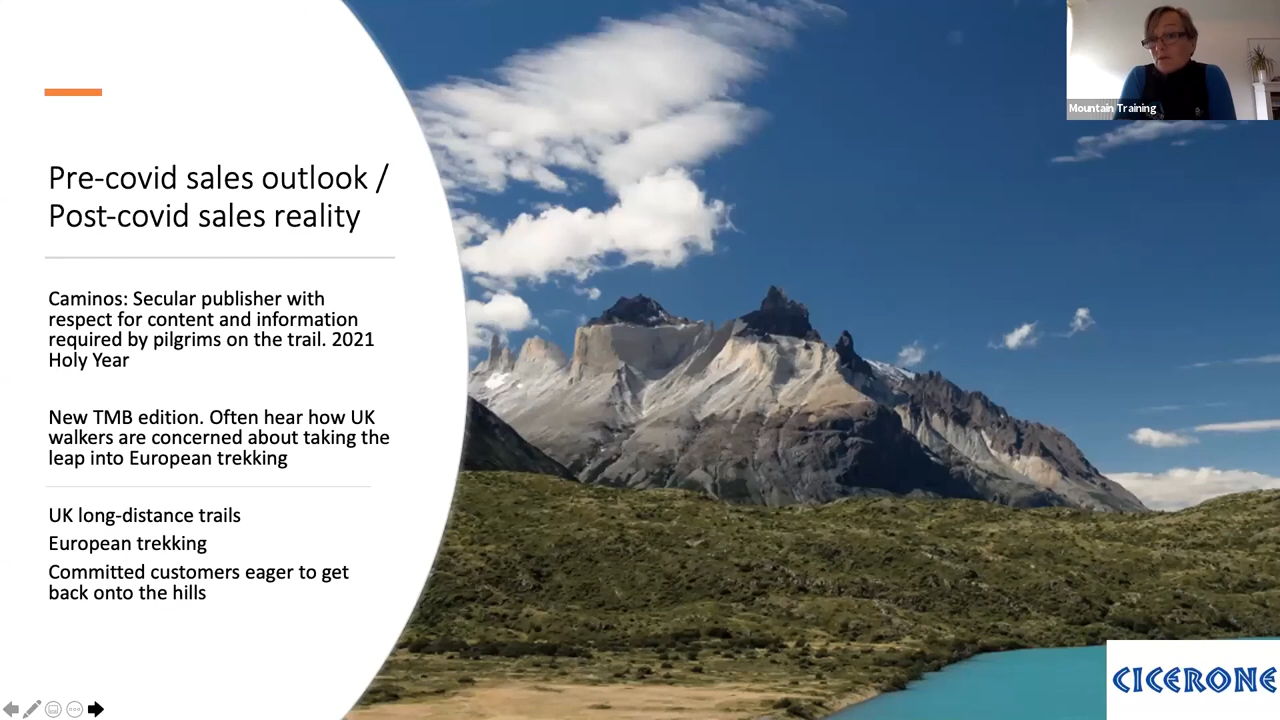 Pre-covid sales outlook /
Post-covid sales reality
Caminos: Secular publisher with
respect for content and information
required by pilgrims on the trail. 2021
Holy Year
New TMB edition. Often hear how UK
walkers are concerned about taking the
leap into European trekking
UK long-distance trails
European trekking
Committed customers eager to get
back onto the hills
Mountain Training
CICERONE